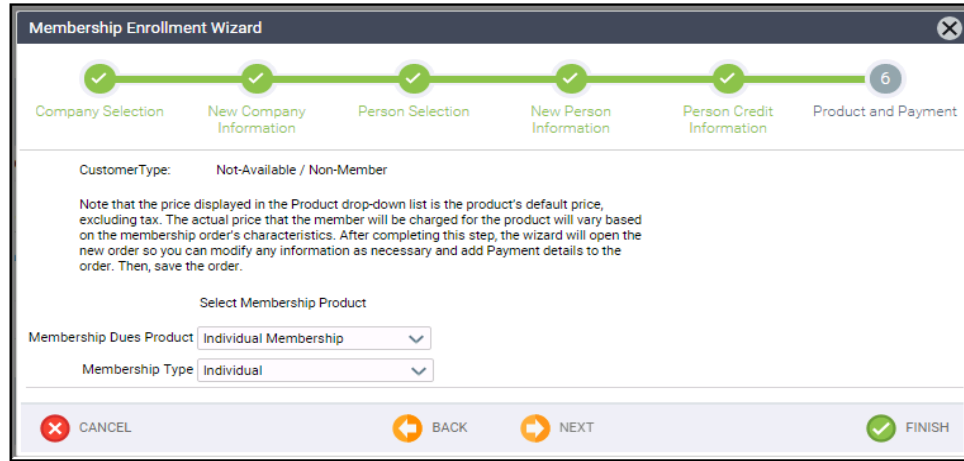 Membership Enrollment Wizard
6
Company Selection
New Company
Information
Person Selection
New Person
Information
Person Credit
Information
Product and Payment
CustomerType: Not-Available / Non-Member
Note that the price displayed in the Product drop-down list is the product's default price,
excluding tax. The actual price that the member will be charged for the product will vary based
on the membership order's characteristics. After completing this step, the wizard will open the
new order so you can modify any information as necessary and add Payment details to the
order. Then, save the order.
Select Membership Product
Membership Dues Product Individual Membership
Membership Type Individual
CANCEL BACK NEXT FINISH